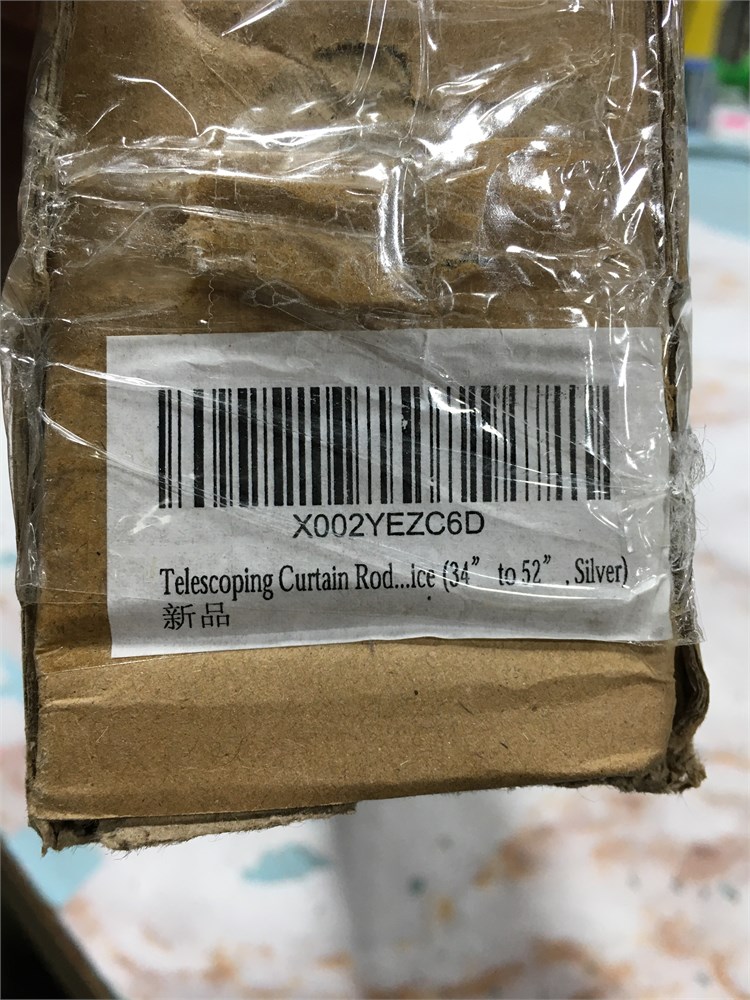 X002YEZC6D
Telescoping Curtain Rod...ice (34” to 52” , Silver)
新品